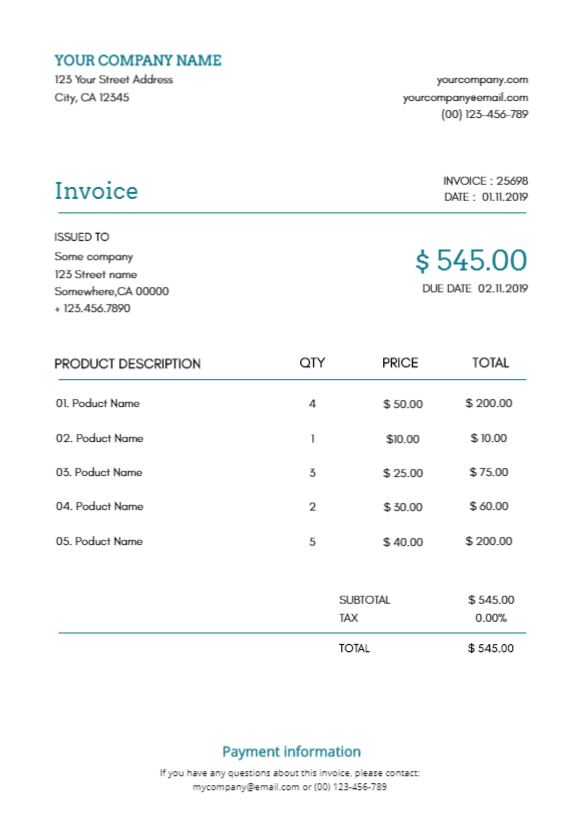 YOUR COMPANY NAME
123 Your Street Address
City, CA 12345
yourcompany.com
yourcompany@email.com
(00) 123-456-789
Invoice
INVOICE : 25698
DATE : 01.11.2019
ISSUED TO
Some company
123 Street name
Somewhere,CA 00000
+ 123.456.7890
$ 545.00
DUE DATE 02.11.2019
PRODUCT DESCRIPTION QTY PRICE TOTAL
01. Poduct Name 4 $ 50.00 $ 200.00
02. Poduct Name 1 $10.00 $ 10.00
03. Poduct Name 3 $ 25.00 $ 75.00
04. Poduct Name 2 $ 30.00 $ 60.00
05. Poduct Name 5 $ 40.00 $ 200.00
SUBTOTAL $ 545.00
TAX 0.00%
TOTAL $ 545.00
Payment information
If you have any questions about this invoice, please contact:
mycompany@email.com or (00) 123-456-789